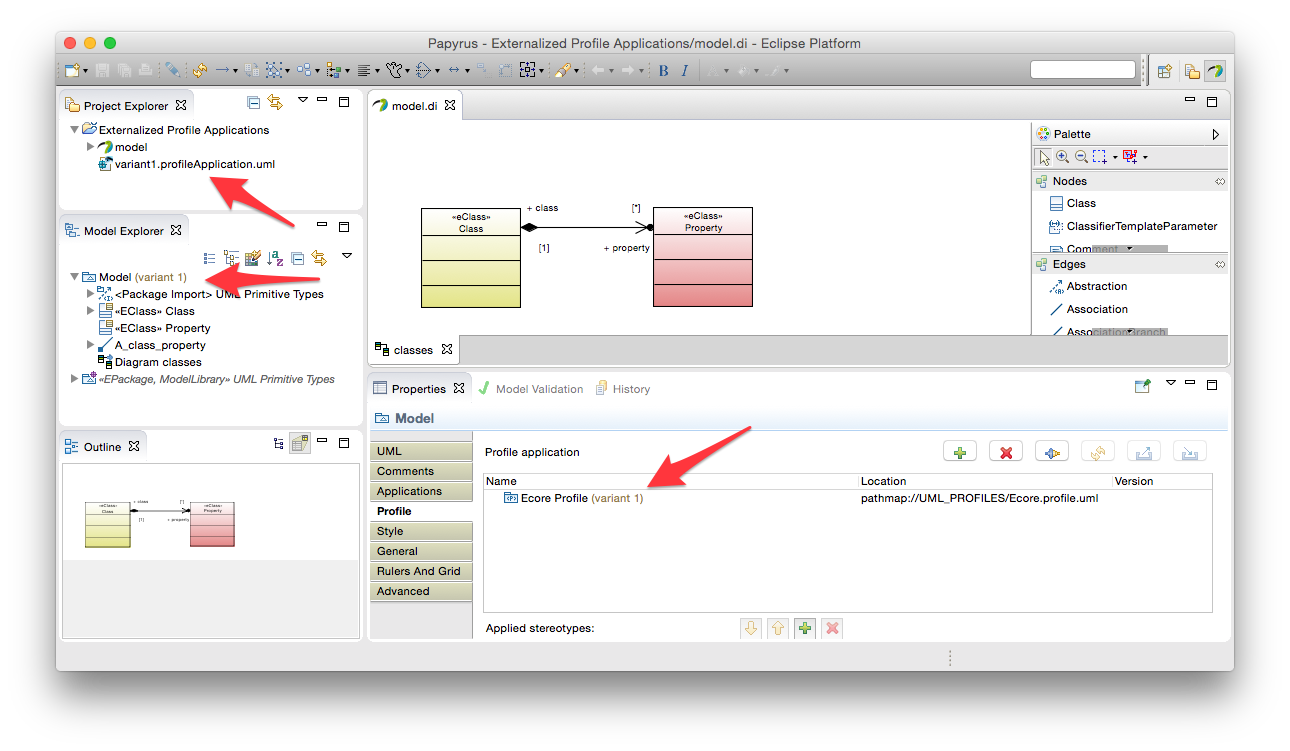 Papyrus - Externalized Profile Applications/model.di - Eclipse Platform
B I
Project Explorer
Externalized Profile Applications
model
variant1.profileApplication.uml
Model Explorer
Model (variant 1)
<Package Import> UML Primitive Types
«EClass» Class
«EClass» Property
A_class_property
Diagram classes
«EPackage, ModelLibrary» UML Primitive Types
Outline
«eClass»
Class
+ class
[*]
[1]
+ property
«eClass»
Property
model.di
«eClass»
Class
+ class
[*]
[1]
+ property
«eClass»
Property
Palette
Nodes
Class
ClassifierTemplateParameter
Comment
Edges
Abstraction
Association
AssociationBranch
classes
Properties
Model Validation
History
Model
UML
Comments
Applications
Profile
Style
General
Rulers And Grid
Advanced
Profile application
Name Location Version
Ecore Profile (variant 1) pathmap://UML_PROFILES/Ecore.profile.uml
Applied stereotypes: